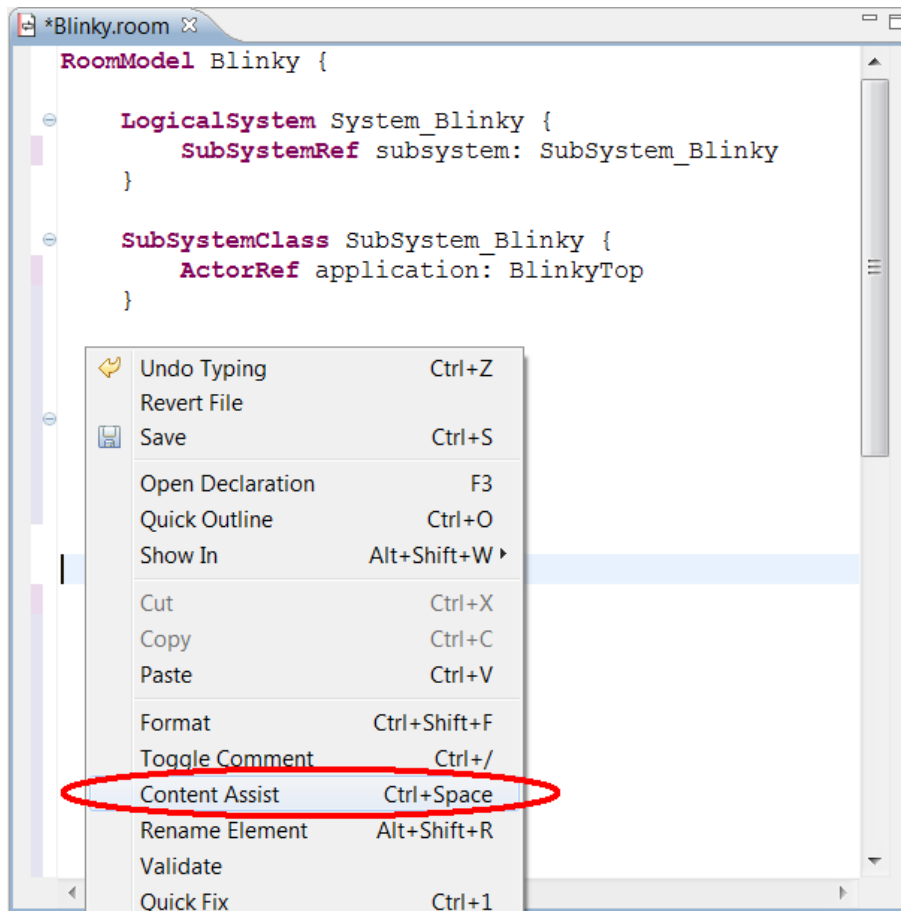 *Blinky.room
RoomModel Blinky {
LogicalSystem System_Blinky {
SubSystemRef subsystem: SubSystem_Blinky
}
SubSystemClass SubSystem_Blinky {
ActorRef application: BlinkyTop
}
Undo Typing Ctrl+Z
Revert File
Save Ctrl+S
Open Declaration F3
Quick Outline Ctrl+O
Show In Alt+Shift+W
Cut Ctrl+X
Copy Ctrl+C
Paste Ctrl+V
Format Ctrl+Shift+F
Toggle Comment Ctrl+/
Content Assist Ctrl+Space
Rename Element Alt+Shift+R
Validate
Quick Fix Ctrl+1